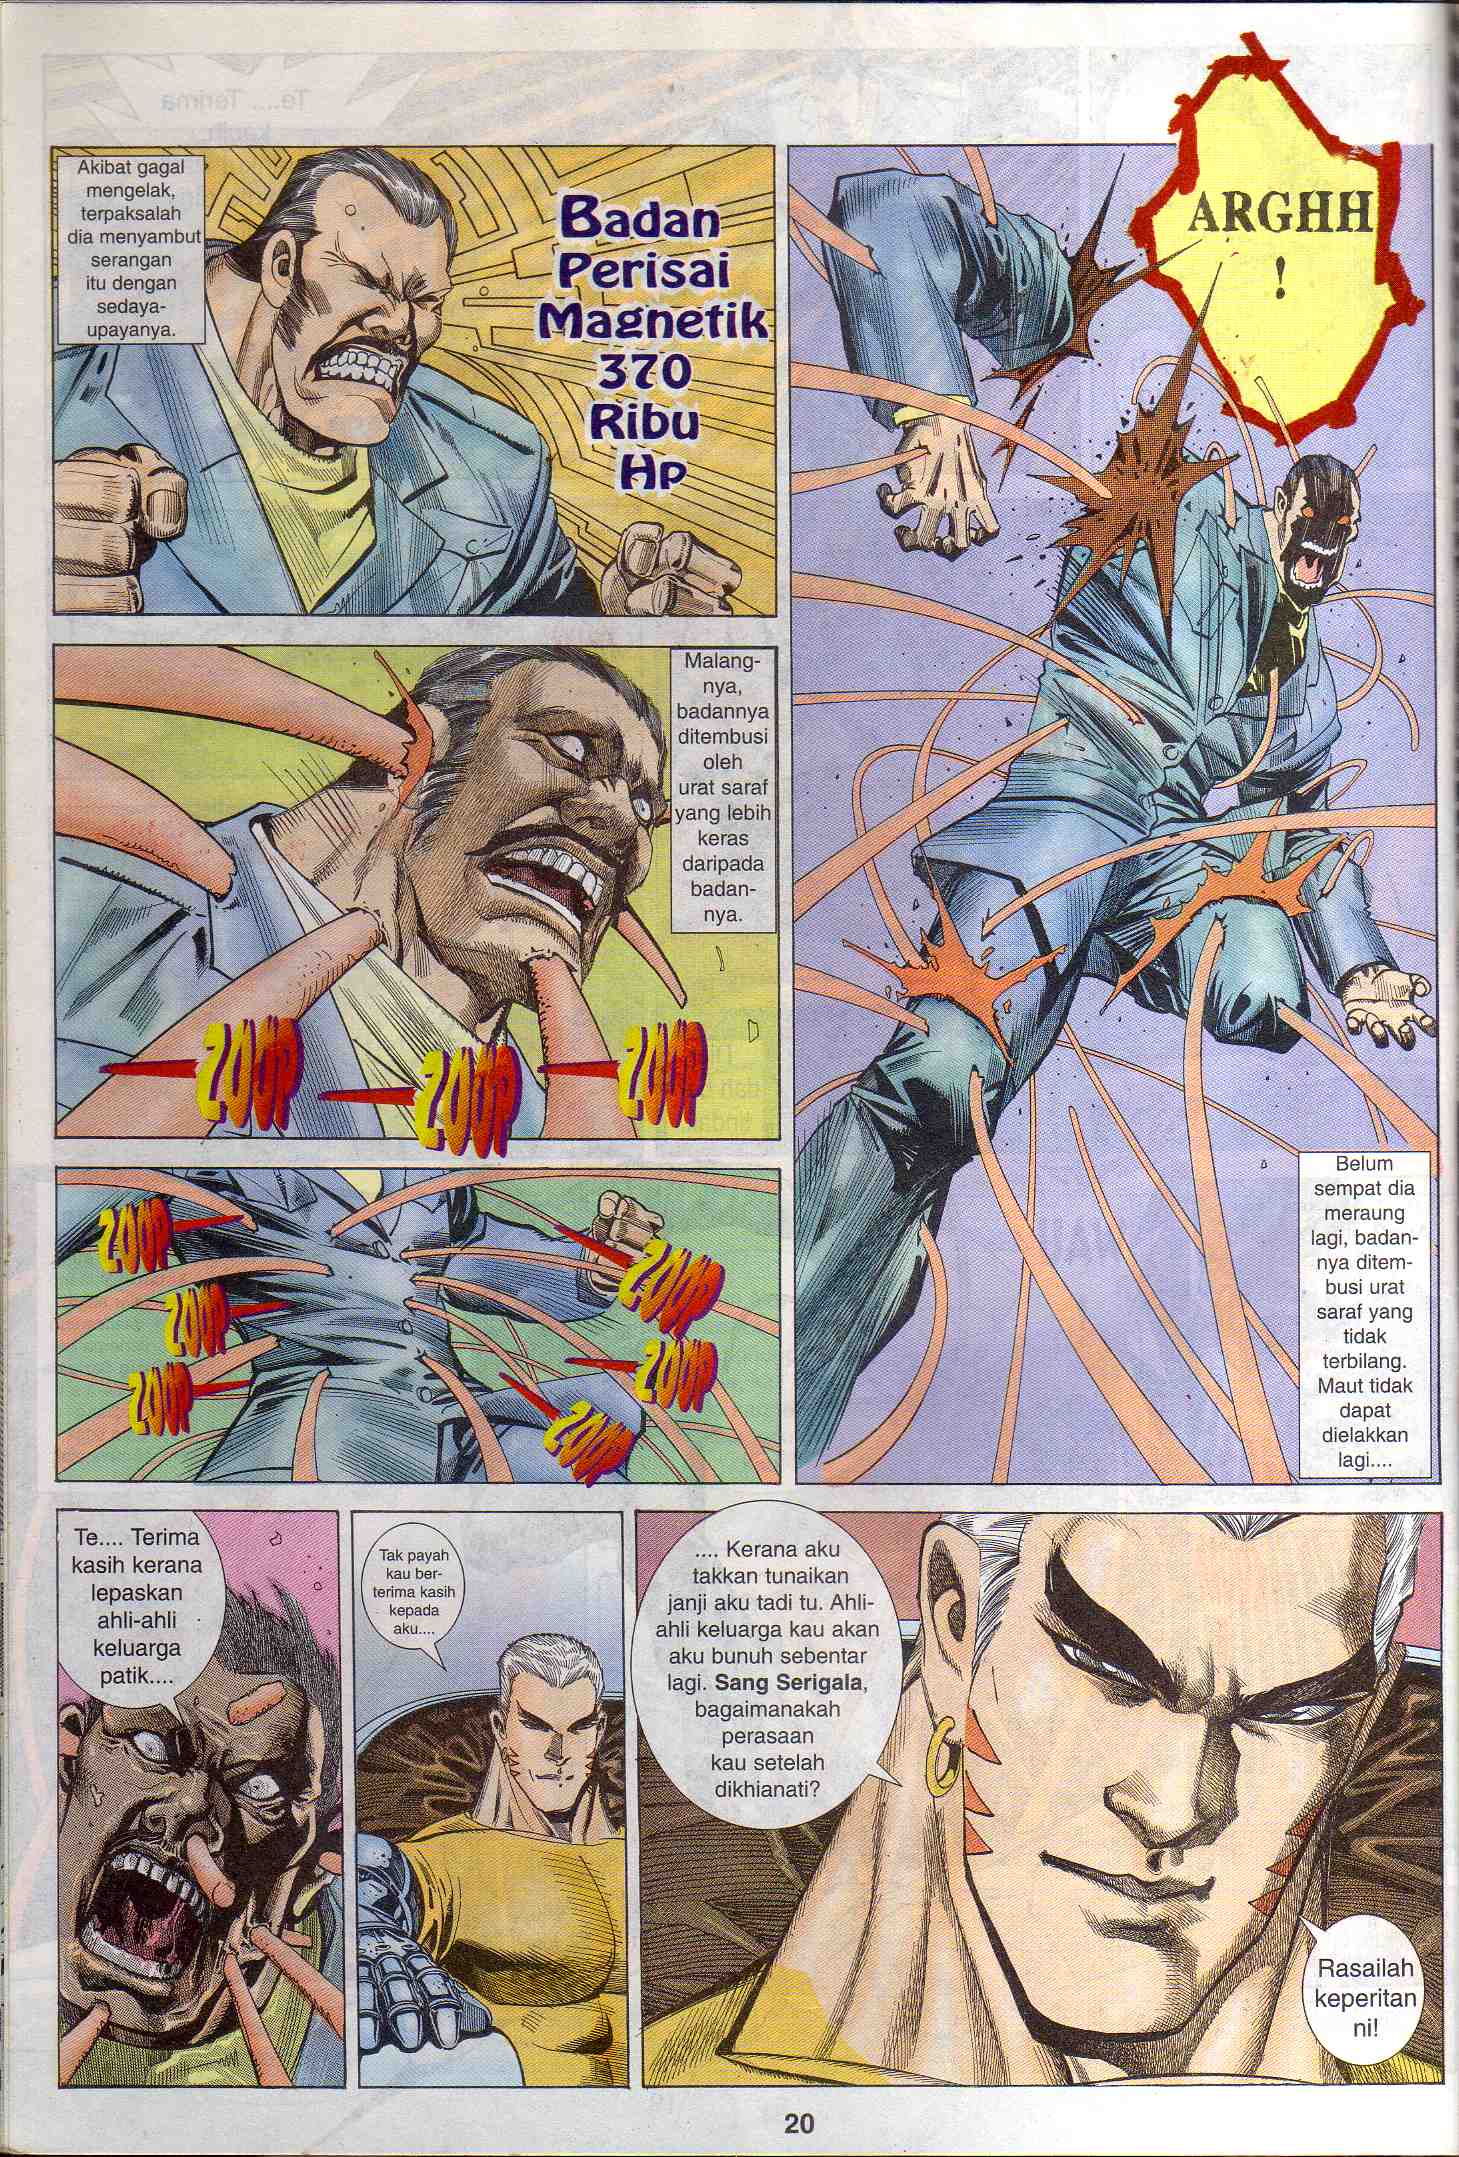 Akibat gagal
mengelak,
terpaksalah
dia menyambut
serangan
itu dengan
sedaya-
upayanya.
Badan
Perisai
Magnetik
370
Ribu
Hp
ARGHH
!
Malang-
nya,
badannya
ditembusi
oleh
urat saraf
yang lebih
keras
daripada
badan-
nya.
ZOOP
ZOOP
ZOOP
ZOOP
ZOOP
ZOOP
ZOOP
ZOOP
ZOOP
Belum
sempat dia
meraung
lagi, badan-
nya ditem-
busi urat
saraf yang
tidak
terbilang.
Maut tidak
dapat
dielakkan
lagi....
Te.... Terima
kasih kerana
lepaskan
ahli-ahli
keluarga
patik....
Tak payah
kau ber-
terima kasih
kepada
aku....
.... Kerana aku
takkan tunaikan
janji aku tadi tu. Ahli-
ahli keluarga kau akan
aku bunuh sebentar
lagi. Sang Serigala,
bagaimanakah
perasaan
kau setelah
dikhianati?
Rasailah
keperitan
ni!
20